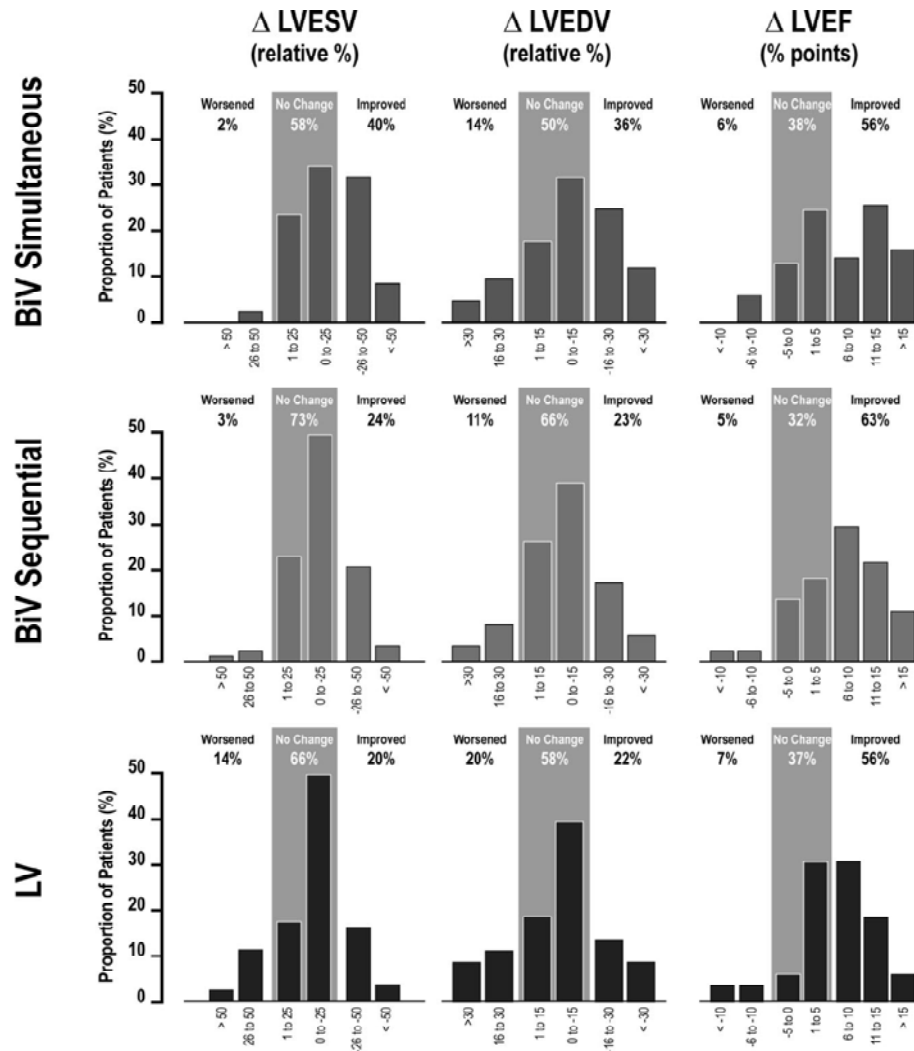 Δ LVESV Δ LVEDV Δ LVEF
(relative %) (relative %) (% points)
BiV Simultaneous
Proportion of Patients (%)
50
40
30
20
10
0
Worsened No Change Improved
2% 58% 40%
> 50 26 to 50 1 to 25 0 to -25 -26 to -50 < -50
Worsened No Change Improved
14% 50% 36%
>30 16 to 30 1 to 15 0 to -15 -16 to -30 < -30
Worsened No Change Improved
6% 38% 56%
< -10 -6 to -10 -5 to 0 1 to 5 6 to 10 11 to 15 > 15
BiV Sequential
Proportion of Patients (%)
50
40
30
20
10
0
Worsened No Change Improved
3% 73% 24%
> 50 26 to 50 1 to 25 0 to -25 -26 to -50 < -50
Worsened No Change Improved
11% 66% 23%
>30 16 to 30 1 to 15 0 to -15 -16 to -30 < -30
Worsened No Change Improved
5% 32% 63%
< -10 -6 to -10 -5 to 0 1 to 5 6 to 10 11 to 15 > 15
LV
Proportion of Patients (%)
50
40
30
20
10
0
Worsened No Change Improved
14% 66% 20%
> 50 26 to 50 1 to 25 0 to -25 -26 to -50 < -50
Worsened No Change Improved
20% 58% 22%
>30 16 to 30 1 to 15 0 to -15 -16 to -30 < -30
Worsened No Change Improved
7% 37% 56%
< -10 -6 to -10 -5 to 0 1 to 5 6 to 10 11 to 15 > 15